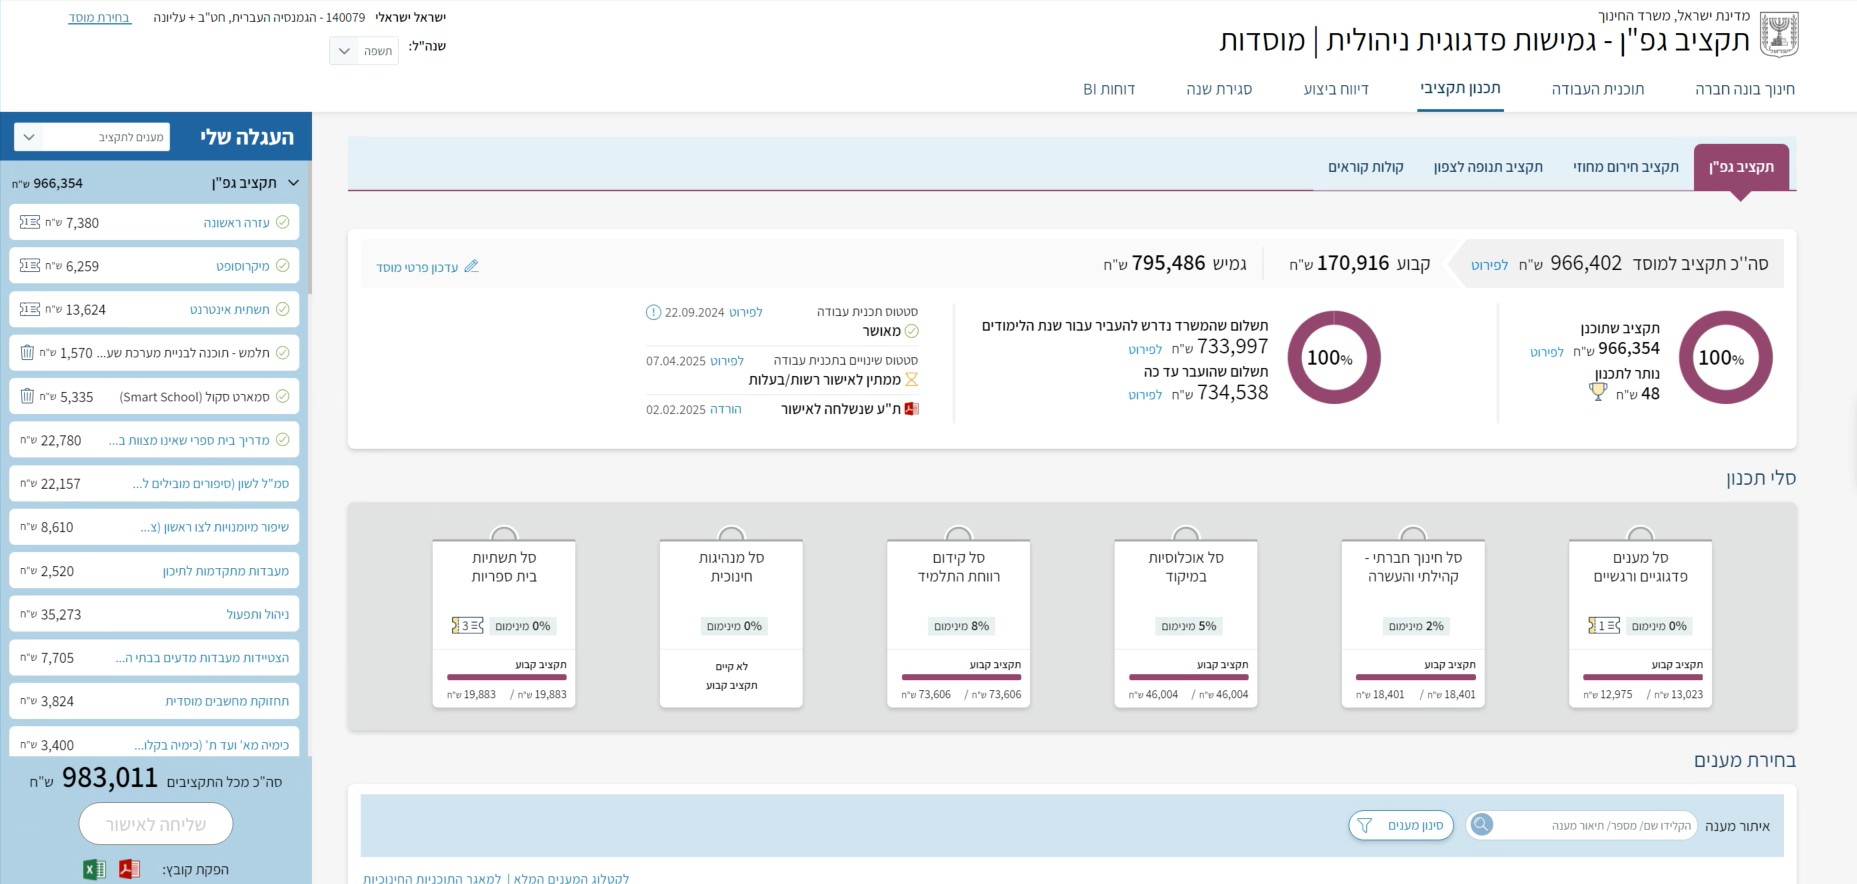 מדינת ישראל, משרד החינוך
תקציב גפ"ן - גמישות פדגוגית ניהולית | מוסדות
ישראל ישראלי 140079 - הגמנסיה העברית, חט"ב + עליונה בחירת מוסד
שנה"ל: תשפה
חינוך בונה חברה תוכנית העבודה תכנון תקציבי דיווח ביצוע סגירת שנה דוחות BI
תקציב גפ"ן תקציב חירום מחוזי תקציב תנופה לצפון קולות קוראים
סה''כ תקציב למוסד 966,402 ש"ח לפירוט קבוע 170,916 ש"ח גמיש 795,486 ש"ח עדכון פרטי מוסד
100%
תקציב שתוכנן
966,354 ש"ח לפירוט
נותר לתכנון
48 ש"ח
100%
תשלום שהמשרד נדרש להעביר עבור שנת הלימודים
733,997 ש"ח לפירוט
תשלום שהועבר עד כה
734,538 ש"ח לפירוט
סטטוס תכנית עבודה לפירוט 22.09.2024
מאושר
סטטוס שינויים בתכנית עבודה לפירוט 07.04.2025
ממתין לאישור רשות/בעלות
ת"ע שנשלחה לאישור הורדה 02.02.2025
סלי תכנון
סל מענים
פדגוגיים ורגשיים
0% מינימום 1
תקציב קבוע
13,023 ש"ח / 12,975 ש"ח
סל חינוך חברתי -
קהילתי והעשרה
2% מינימום
תקציב קבוע
18,401 ש"ח / 18,401 ש"ח
סל אוכלוסיות
במיקוד
5% מינימום
תקציב קבוע
46,004 ש"ח / 46,004 ש"ח
סל קידום
רווחת התלמיד
8% מינימום
תקציב קבוע
73,606 ש"ח / 73,606 ש"ח
סל מנהיגות
חינוכית
0% מינימום
לא קיים
תקציב קבוע
סל תשתיות
בית ספריות
0% מינימום 3
תקציב קבוע
19,883 ש"ח / 19,883 ש"ח
בחירת מענים
איתור מענה הקלידו שם/ מספר/ תיאור מענה סינון מענים
לקטלוג המענים המלא | למאגר התוכניות החינוכיות
העגלה שלי מענים לתקציב
תקציב גפ"ן 966,354 ש"ח
עזרה ראשונה 7,380 ש"ח 1
מיקרוסופט 6,259 ש"ח 1
תשתית אינטרנט 13,624 ש"ח 1
תלמש - תוכנה לבניית מערכת שע... 1,570 ש"ח
סמארט סקול (Smart School) 5,335 ש"ח
מדריך בית ספרי שאינו מצוות ב... 22,780 ש"ח
סמ"ל לשון (סיפורים מובילים ל... 22,157 ש"ח
שיפור מיומנויות לצו ראשון (צ... 8,610 ש"ח
מעבדות מתקדמות לתיכון 2,520 ש"ח
ניהול ותפעול 35,273 ש"ח
הצטיידות מעבדות מדעים בבתי ה... 7,705 ש"ח
תחזוקת מחשבים מוסדית 3,824 ש"ח
כימיה מא' ועד ת' (כימיה בקלו... 3,400 ש"ח
סה"כ מכל התקציבים 983,011 ש"ח
שליחה לאישור
הפקת קובץ: